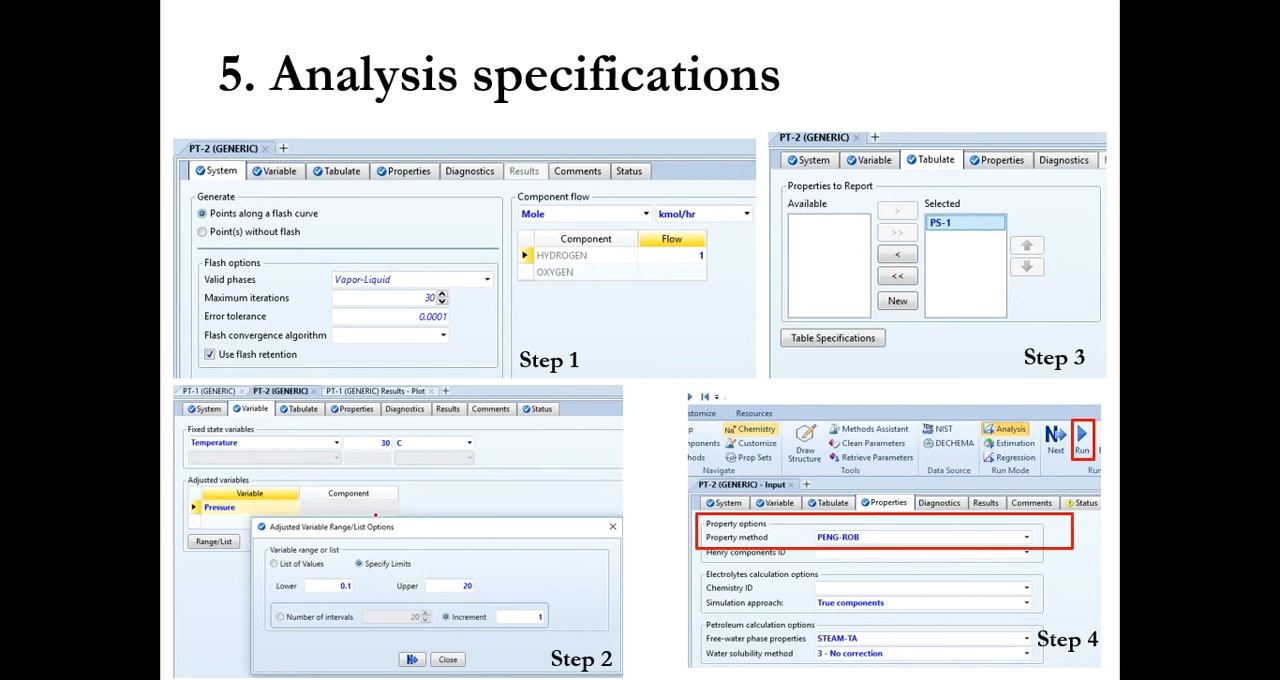 5. Analysis specifications
PT-2 (GENERIC) × +
System Variable Tabulate Properties Diagnostics Results Comments Status
Generate
Points along a flash curve
Point(s) without flash
Flash options
Valid phases Vapor-Liquid
Maximum iterations 30
Error tolerance 0.0001
Flash convergence algorithm
Use flash retention
Component flow
Mole kmol/hr
Component Flow
HYDROGEN 1
OXYGEN
Step 1
PT-2 (GENERIC) × +
System Variable Tabulate Properties Diagnostics
Properties to Report
Available Selected
> PS-1
>>
<
<<
New
Table Specifications
Step 3
PT-1 (GENERIC) × PT-2 (GENERIC) × PT-1 (GENERIC) Results - Plot × +
System Variable Tabulate Properties Diagnostics Results Comments Status
Fixed state variables
Temperature 30 C
Adjusted variables
Variable Component
Pressure
Range/List
Adjusted Variable Range/List Options ×
Variable range or list
List of Values Specify Limits
Lower 0.1 Upper 20
Number of intervals 20 Increment 1
N Close
Step 2
stomize Resources
Na+ Chemistry Methods Assistant NIST Analysis
ponents Customize Draw Structure Clean Parameters DECHEMA Estimation Next Run
hods Prop Sets Retrieve Parameters Regression
Navigate Tools Data Source Run Mode
PT-2 (GENERIC) - Input × +
System Variable Tabulate Properties Diagnostics Results Comments Status
Property options
Property method PENG-ROB
Henry components ID
Electrolytes calculation options
Chemistry ID
Simulation approach: True components
Petroleum calculation options
Free-water phase properties STEAM-TA
Water solubility method 3 - No correction
Step 4